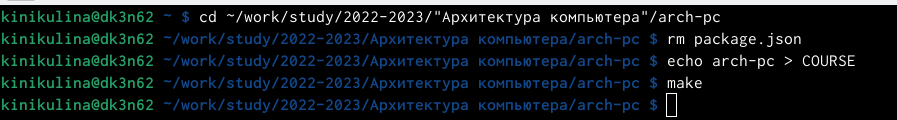 kinikulina@dk3n62 ~ $ cd ~/work/study/2022-2023/"Архитектура компьютера"/arch-pc
kinikulina@dk3n62 ~/work/study/2022-2023/Архитектура компьютера/arch-pc $ rm package.json
kinikulina@dk3n62 ~/work/study/2022-2023/Архитектура компьютера/arch-pc $ echo arch-pc > COURSE
kinikulina@dk3n62 ~/work/study/2022-2023/Архитектура компьютера/arch-pc $ make
kinikulina@dk3n62 ~/work/study/2022-2023/Архитектура компьютера/arch-pc $